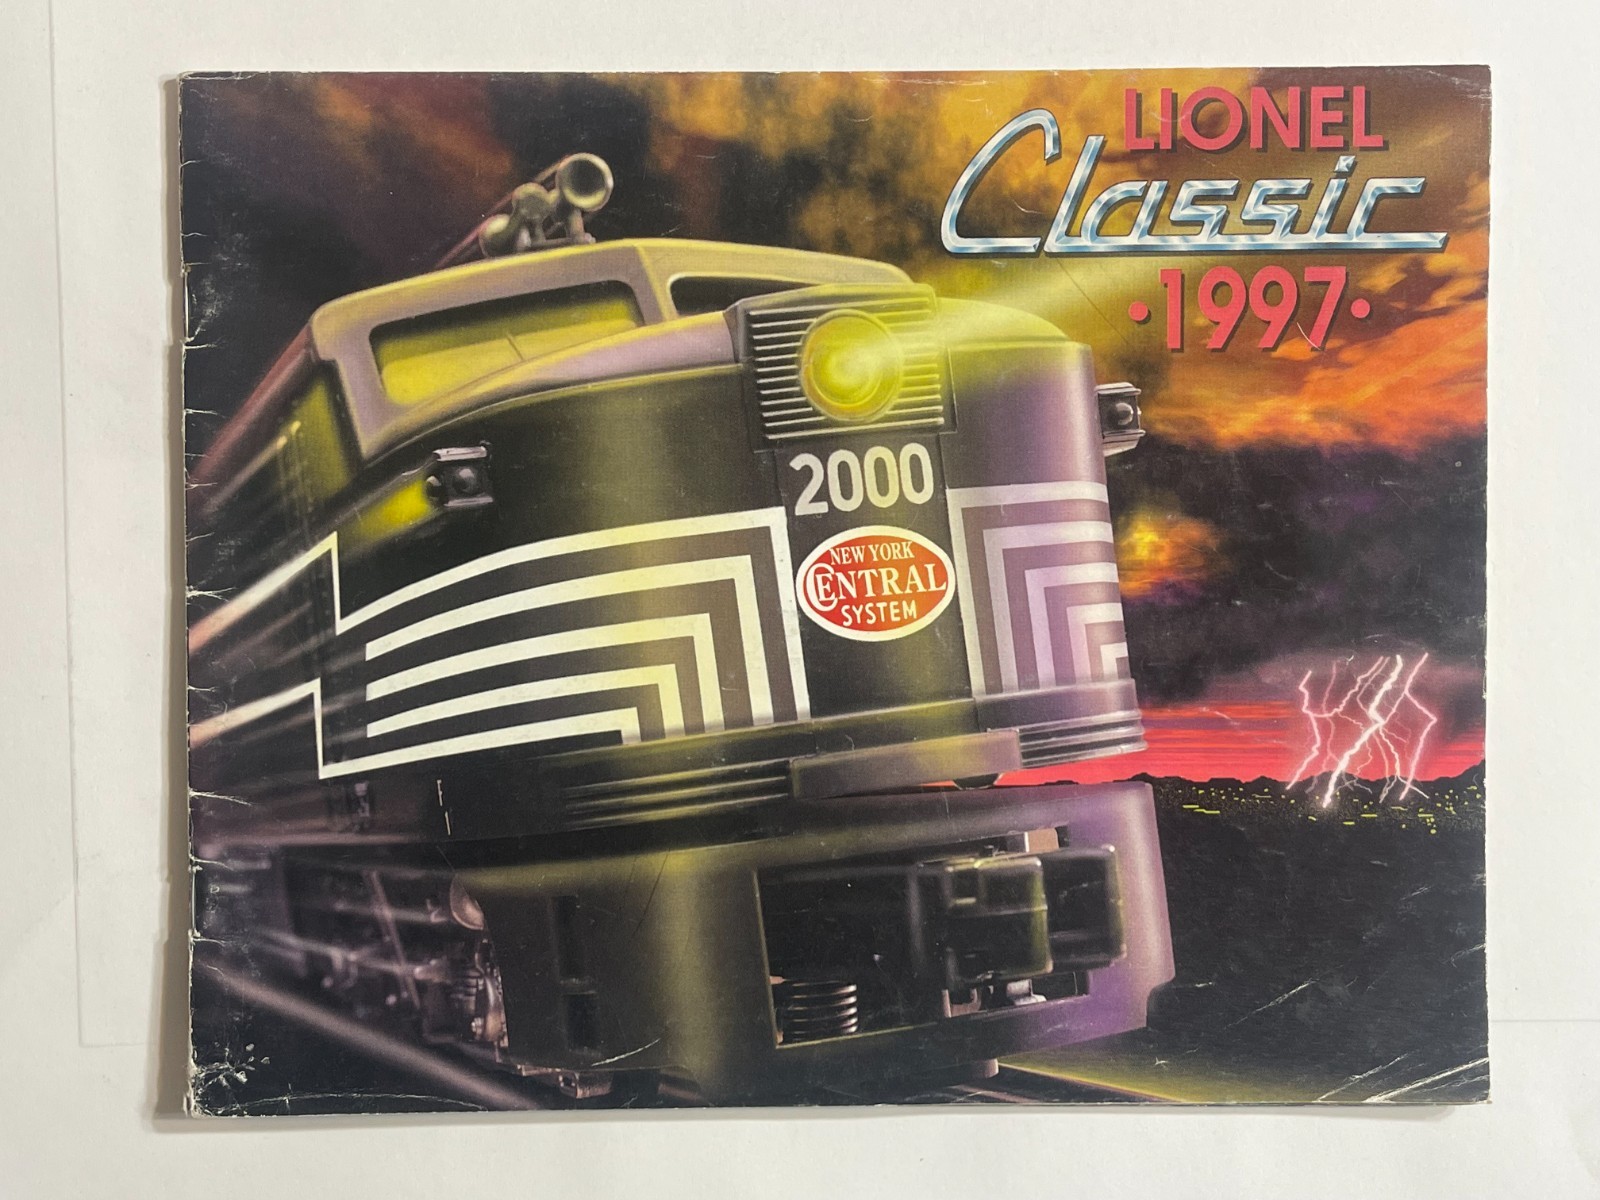 LIONEL
Classic
•1997•
2000
NEW YORK
CENTRAL
SYSTEM